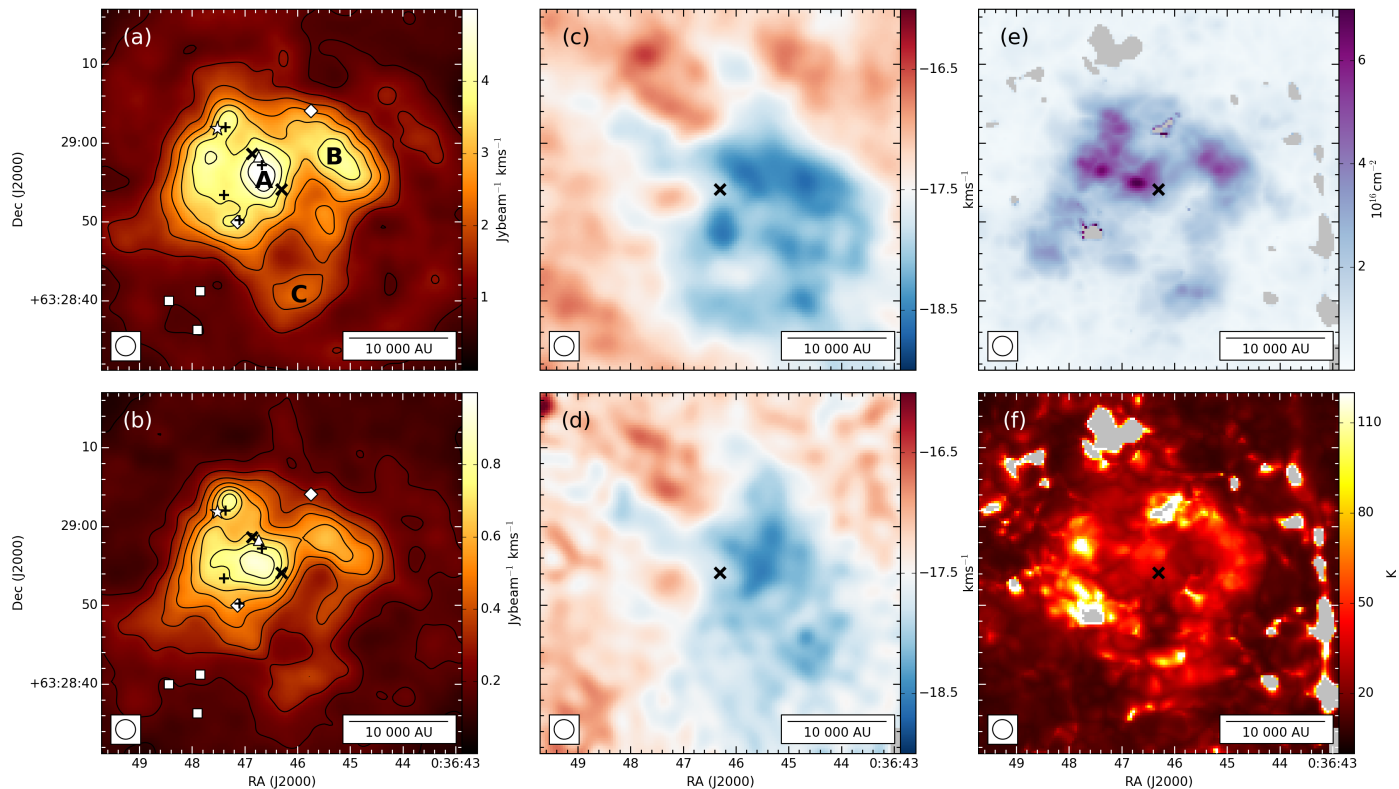 (a)
10
29:00
50
+63:28:40
Dec (J2000)
A
B
C
10 000 AU
4
3
2
1
Jybeam⁻¹ kms⁻¹
(c)
10 000 AU
−16.5
−17.5
−18.5
kms⁻¹
(e)
10 000 AU
6
4
2
10¹⁶ cm⁻²
(b)
10
29:00
50
+63:28:40
Dec (J2000)
10 000 AU
0.8
0.6
0.4
0.2
Jybeam⁻¹ kms⁻¹
49 48 47 46 45 44 0:36:43
RA (J2000)
(d)
10 000 AU
−16.5
−17.5
−18.5
kms⁻¹
49 48 47 46 45 44 0:36:43
RA (J2000)
(f)
10 000 AU
110
80
50
20
K
49 48 47 46 45 44 0:36:43
RA (J2000)